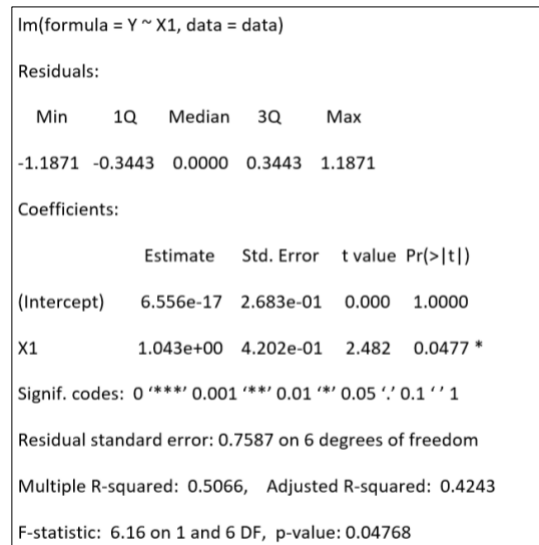 lm(formula = Y ~ X1, data = data)
Residuals:
Min 1Q Median 3Q Max
-1.1871 -0.3443 0.0000 0.3443 1.1871
Coefficients:
Estimate Std. Error t value Pr(>|t|)
(Intercept) 6.556e-17 2.683e-01 0.000 1.0000
X1 1.043e+00 4.202e-01 2.482 0.0477 *
Signif. codes: 0 ‘***’ 0.001 ‘**’ 0.01 ‘*’ 0.05 ‘.’ 0.1 ‘ ’ 1
Residual standard error: 0.7587 on 6 degrees of freedom
Multiple R-squared: 0.5066, Adjusted R-squared: 0.4243
F-statistic: 6.16 on 1 and 6 DF, p-value: 0.04768